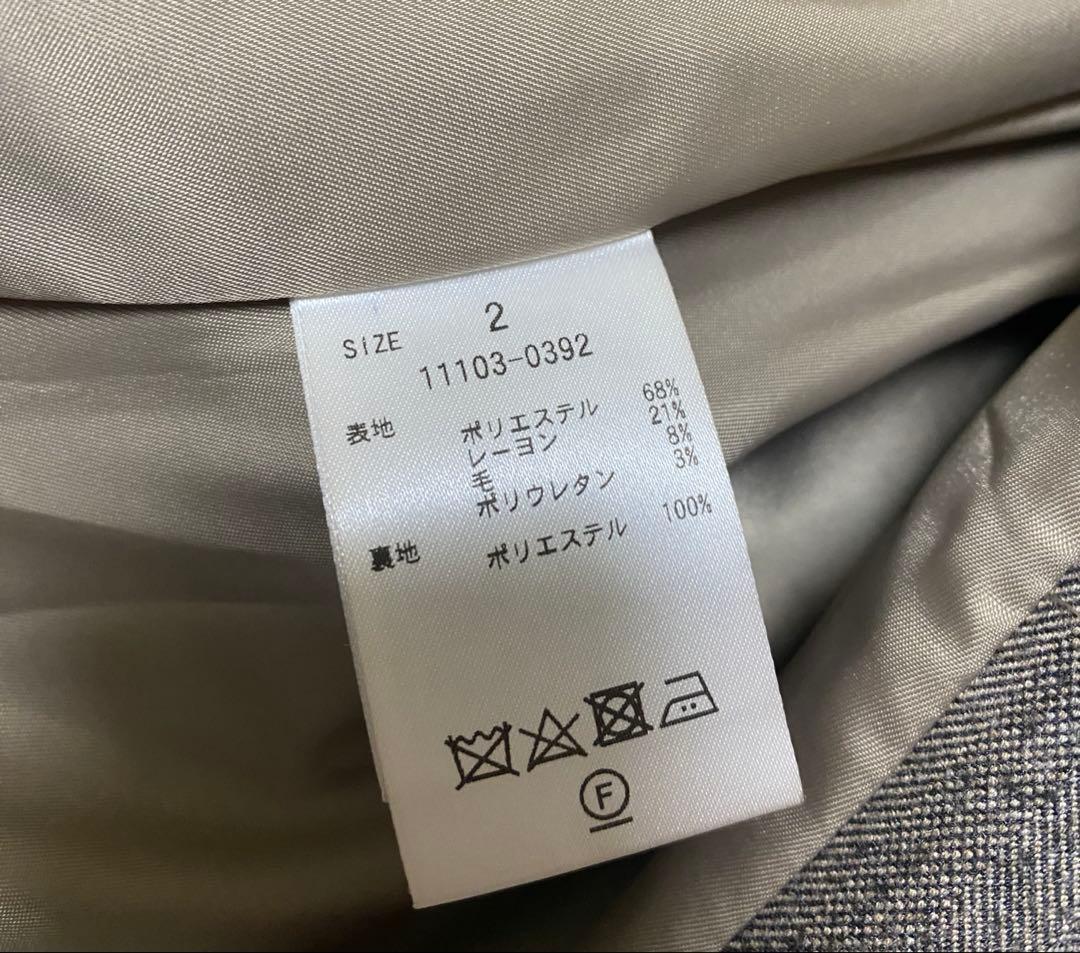 SIZE 2
11103-0392
表地 ポリエステル 68%
レーヨン 21%
毛 8%
ポリウレタン 3%
裏地 ポリエステル 100%
F